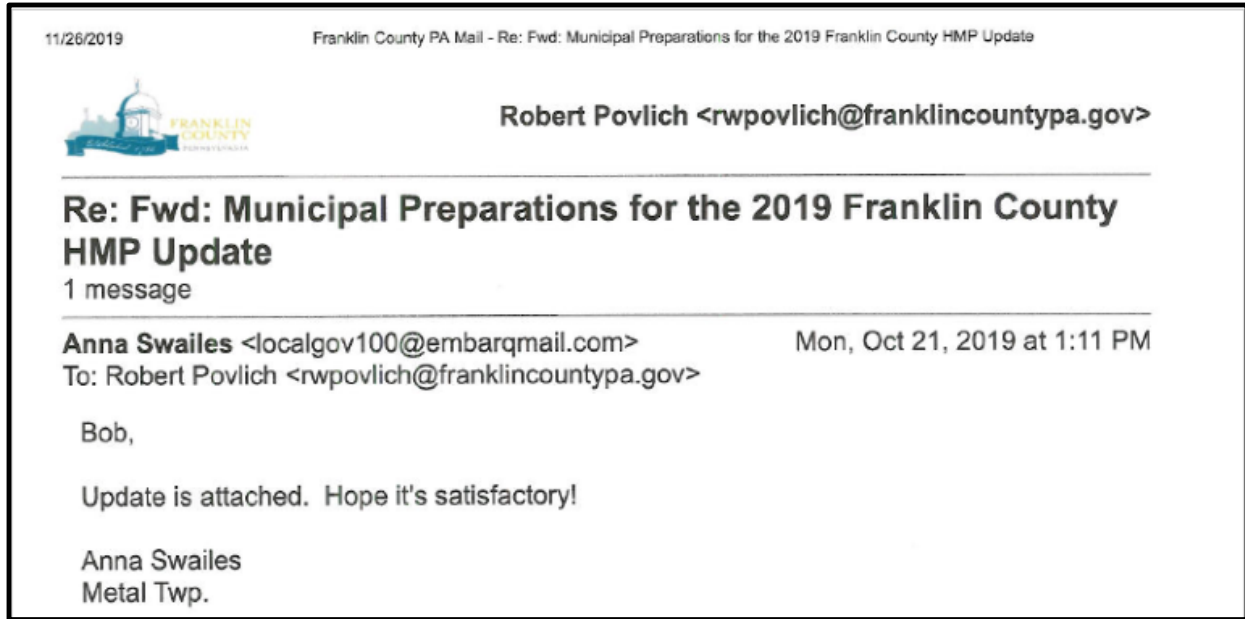 11/26/2019 Franklin County PA Mail - Re: Fwd: Municipal Preparations for the 2019 Franklin County HMP Update
FRANKLIN
COUNTY
PENNSYLVANIA
Robert Povlich <rwpovlich@franklincountypa.gov>
Re: Fwd: Municipal Preparations for the 2019 Franklin County
HMP Update
1 message
Anna Swailes <localgov100@embarqmail.com> Mon, Oct 21, 2019 at 1:11 PM
To: Robert Povlich <rwpovlich@franklincountypa.gov>
Bob,
Update is attached.  Hope it's satisfactory!
Anna Swailes
Metal Twp.